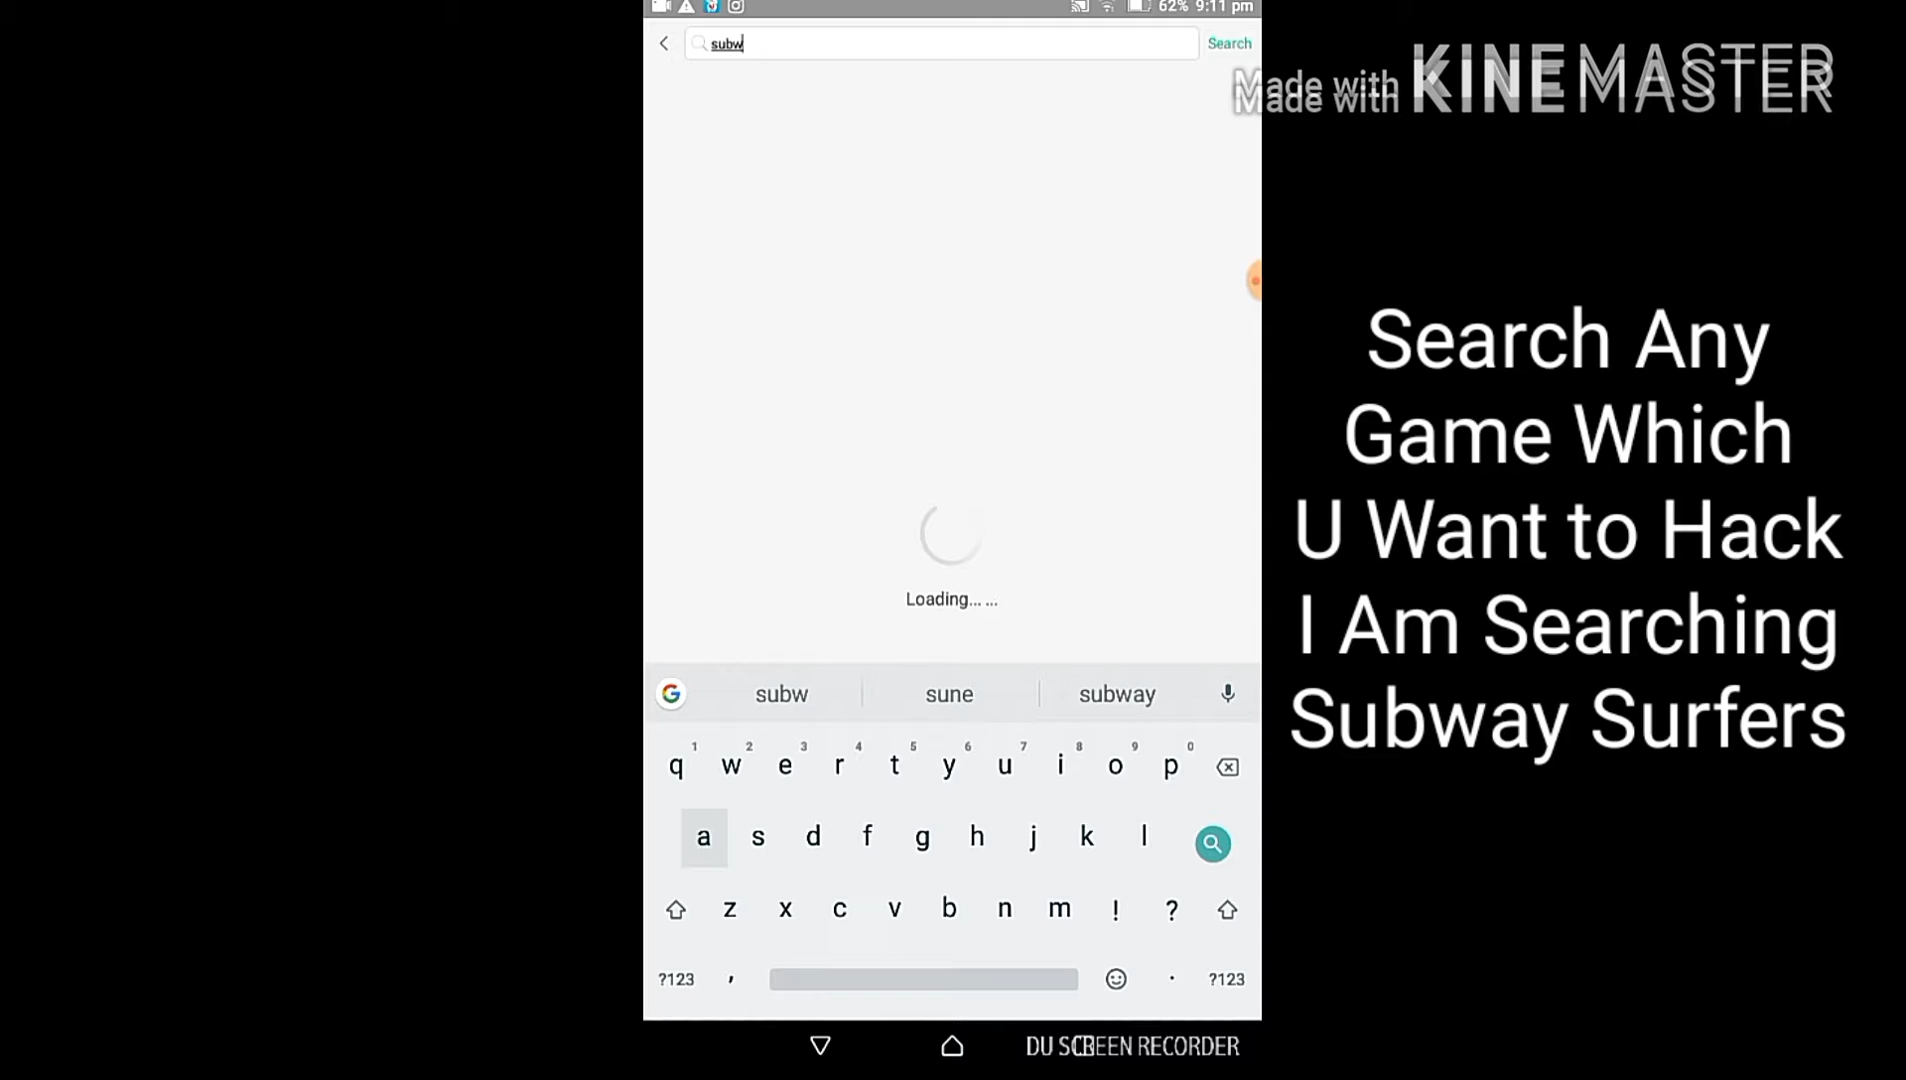 62% 9:11 pm
subw
Search
Made with KINEMASTER
Made with
Search Any
Game Which
U Want to Hack
I Am Searching
Subway Surfers
Loading... ...
subw sune subway
1 2 3 4 5 6 7 8 9 0
q w e r t y u i o p
a s d f g h j k l
z x c v b n m ! ?
?123 , . ?123
DU SCREEN RECORDER